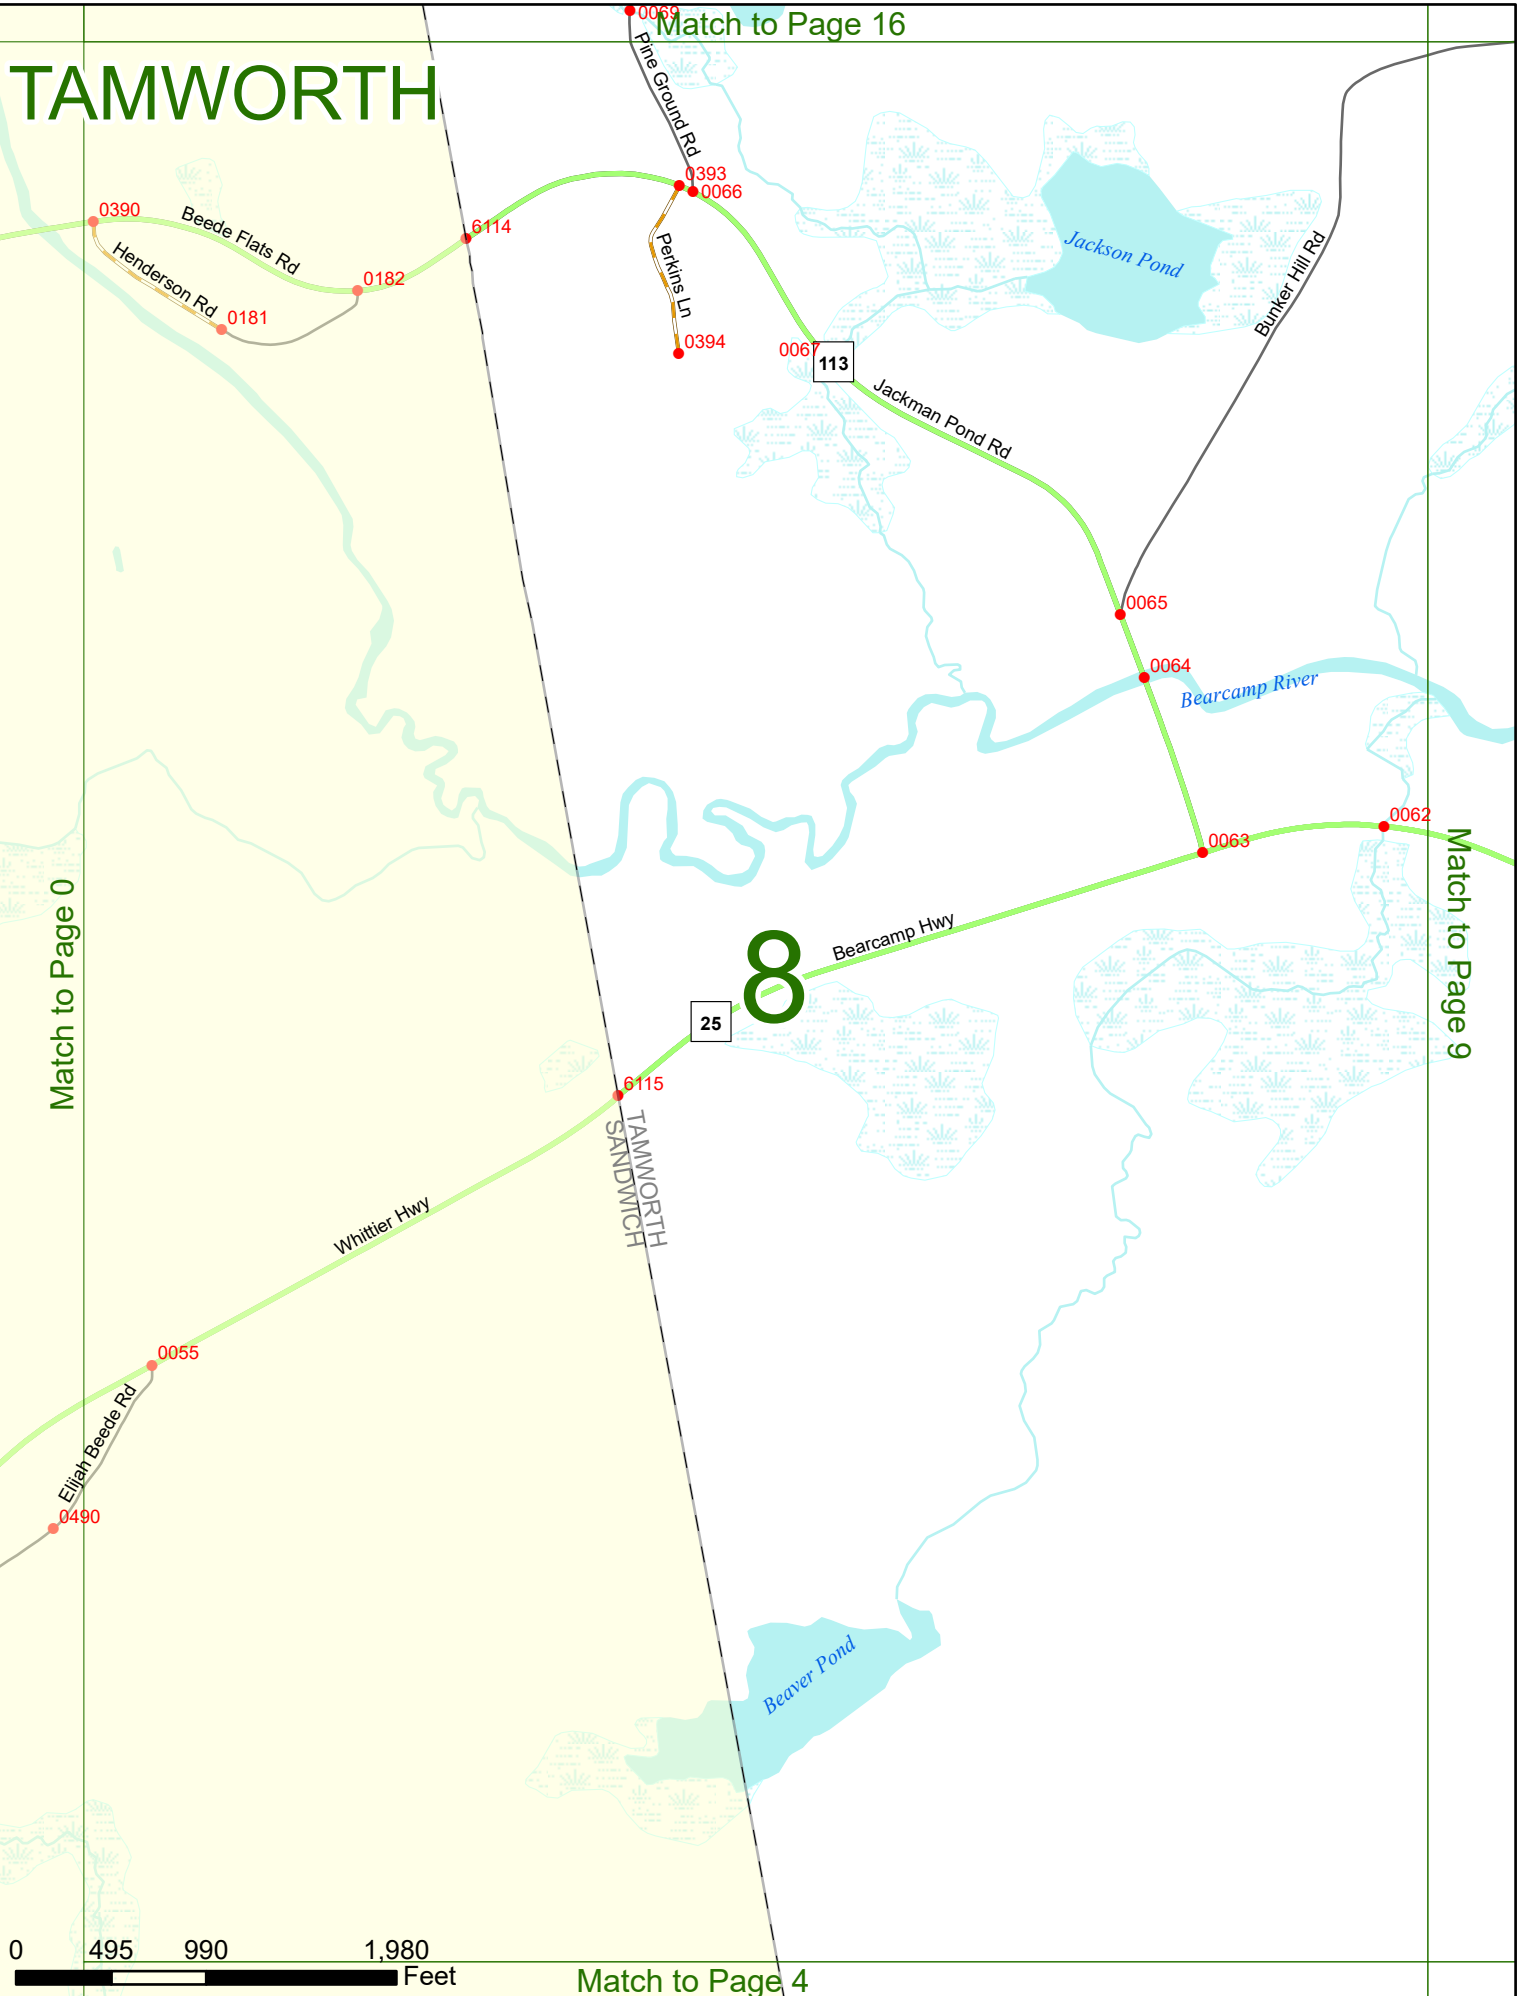 0069
Match to Page 16
TAMWORTH
Pine Ground Rd
0393
0066
0390
Beede Flats Rd
6114
Henderson Rd
0182
0181
Perkins Ln
0394
Jackson Pond
Bunker Hill Rd
0067
113
Jackman Pond Rd
0065
0064
Bearcamp River
0062
0063
Match to Page 0
Match to Page 9
Bearcamp Hwy
8
25
6115
TAMWORTH
SANDWICH
Whittier Hwy
0055
Elijah Beede Rd
0490
Beaver Pond
0 495 990 1,980
Feet
Match to Page 4